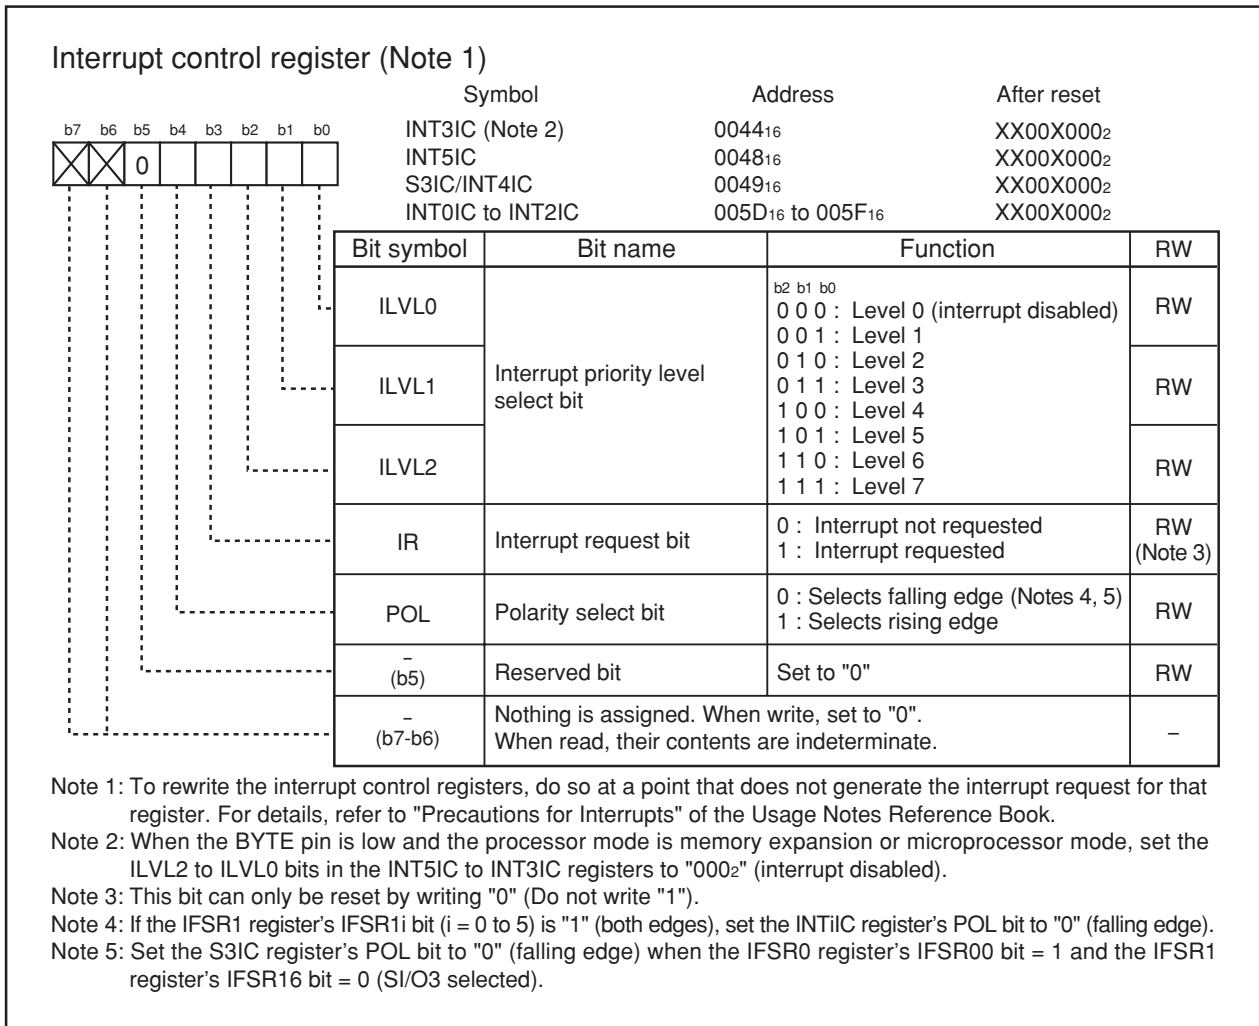 Interrupt control register (Note 1)
Symbol Address After reset
b7 b6 b5 b4 b3 b2 b1 b0
0
INT3IC (Note 2) 004416 XX00X0002
INT5IC 004816 XX00X0002
S3IC/INT4IC 004916 XX00X0002
INT0IC to INT2IC 005D16 to 005F16 XX00X0002
Bit symbol Bit name Function RW
ILVL0
ILVL1
ILVL2
Interrupt priority level
select bit
b2 b1 b0
0 0 0 : Level 0 (interrupt disabled)
0 0 1 : Level 1
0 1 0 : Level 2
0 1 1 : Level 3
1 0 0 : Level 4
1 0 1 : Level 5
1 1 0 : Level 6
1 1 1 : Level 7
RW
RW
RW
IR Interrupt request bit
0 : Interrupt not requested
1 : Interrupt requested
RW
(Note 3)
POL Polarity select bit
0 : Selects falling edge (Notes 4, 5)
1 : Selects rising edge
RW
–
(b5)
Reserved bit Set to "0" RW
–
(b7-b6)
Nothing is assigned. When write, set to "0".
When read, their contents are indeterminate.
–
Note 1: To rewrite the interrupt control registers, do so at a point that does not generate the interrupt request for that
register. For details, refer to "Precautions for Interrupts" of the Usage Notes Reference Book.
Note 2: When the BYTE pin is low and the processor mode is memory expansion or microprocessor mode, set the
ILVL2 to ILVL0 bits in the INT5IC to INT3IC registers to "0002" (interrupt disabled).
Note 3: This bit can only be reset by writing "0" (Do not write "1").
Note 4: If the IFSR1 register's IFSR1i bit (i = 0 to 5) is "1" (both edges), set the INTiIC register's POL bit to "0" (falling edge).
Note 5: Set the S3IC register's POL bit to "0" (falling edge) when the IFSR0 register's IFSR00 bit = 1 and the IFSR1
register's IFSR16 bit = 0 (SI/O3 selected).